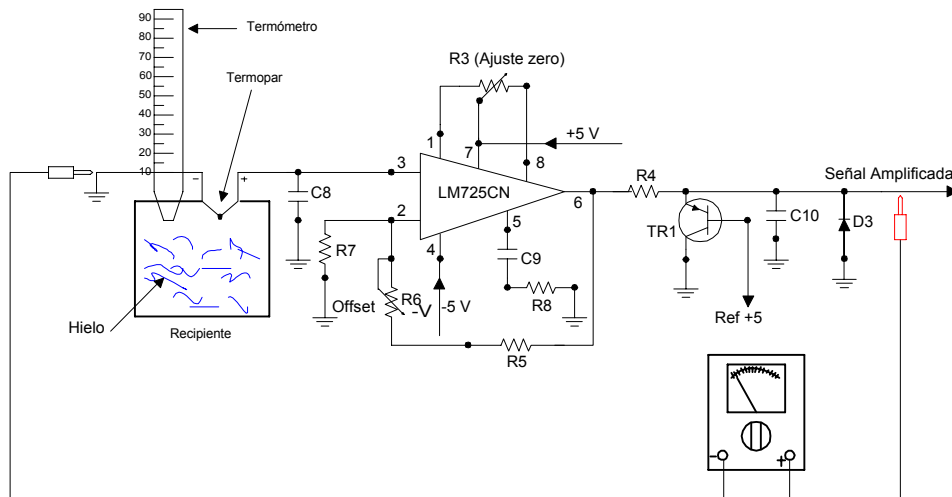 90
80
70
60
50
40
30
20
10
Termómetro
Termopar
- +
Hielo
Recipiente
R3 (Ajuste zero)
+5 V
1
7
8
3
LM725CN
6
2
5
4
C8
R7
Offset
R6
-V
-5 V
C9
R8
R5
R4
TR1
Ref +5
C10
D3
Señal Amplificada
- +